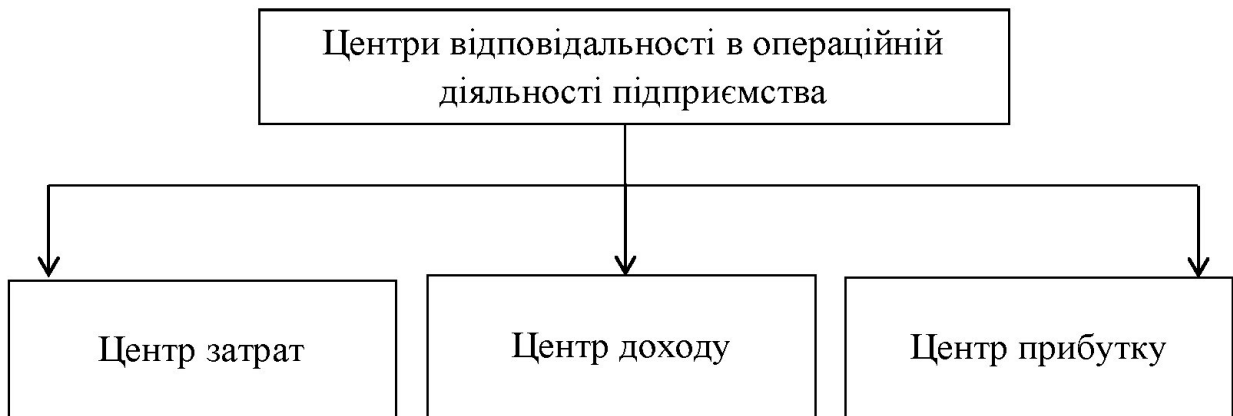 Центри відповідальності в операційній
діяльності підприємства
Центр затрат
Центр доходу
Центр прибутку